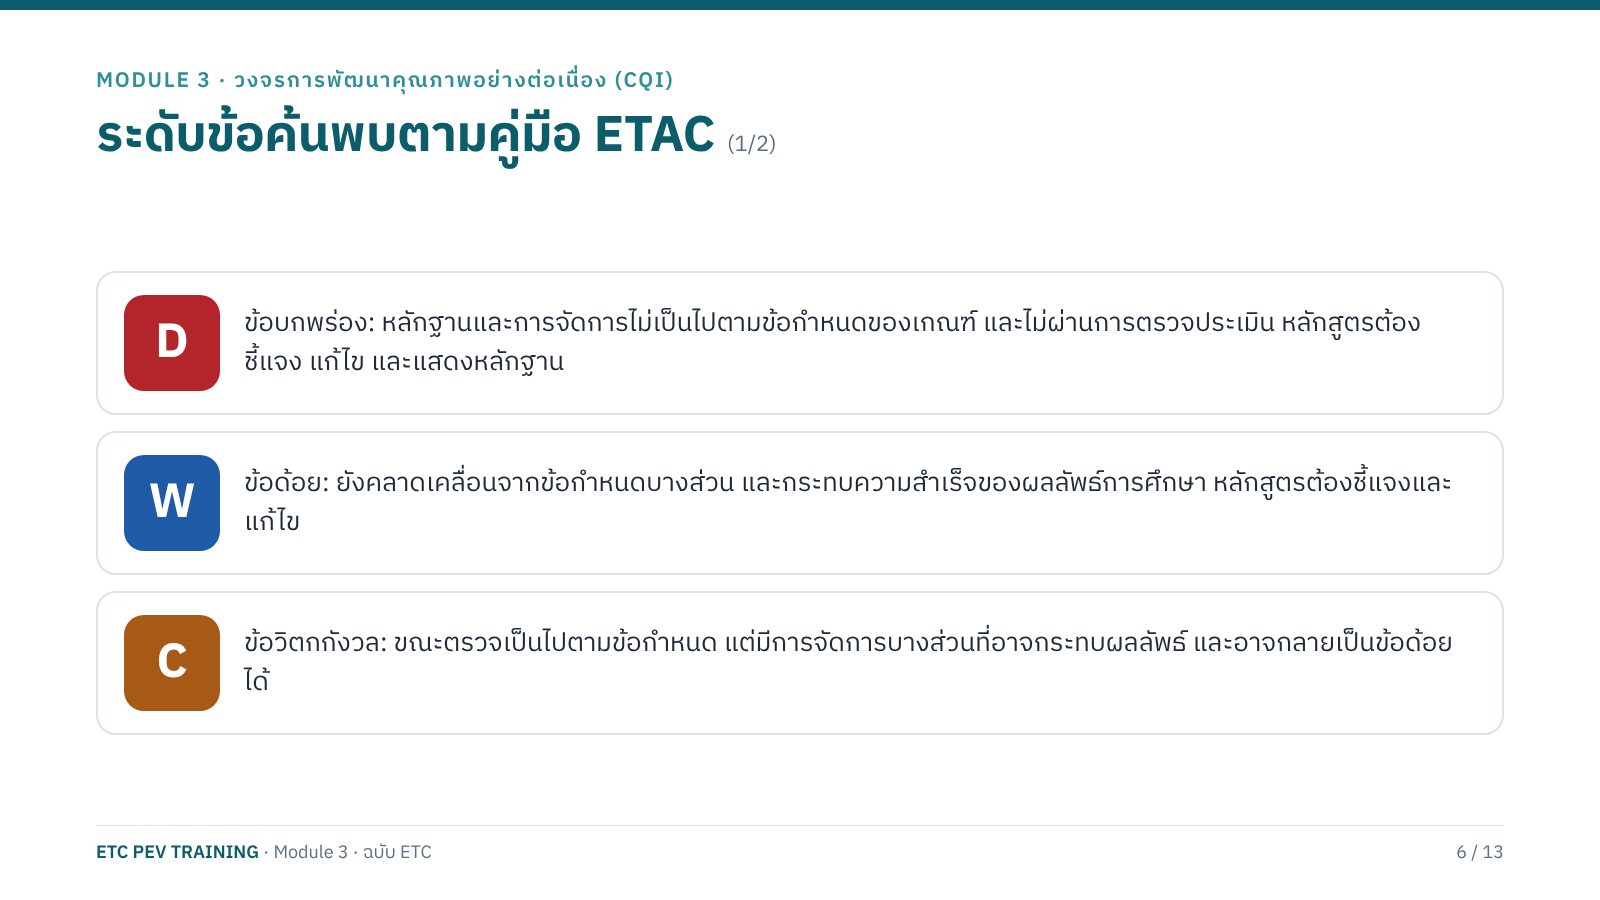 MODULE 3 · วงจรการพัฒนาคุณภาพอย่างต่อเนื่อง (CQI)
ระดับข้อค้นพบตามคู่มือ ETAC (1/2)
D
ข้อบกพร่อง: หลักฐานและการจัดการไม่เป็นไปตามข้อกำหนดของเกณฑ์ และไม่ผ่านการตรวจประเมิน หลักสูตรต้อง
ชี้แจง แก้ไข และแสดงหลักฐาน
W
ข้อด้อย: ยังคลาดเคลื่อนจากข้อกำหนดบางส่วน และกระทบความสำเร็จของผลลัพธ์การศึกษา หลักสูตรต้องชี้แจงและ
แก้ไข
C
ข้อวิตกกังวล: ขณะตรวจเป็นไปตามข้อกำหนด แต่มีการจัดการบางส่วนที่อาจกระทบผลลัพธ์ และอาจกลายเป็นข้อด้อย
ได้
ETC PEV TRAINING · Module 3 · ฉบับ ETC
6 / 13